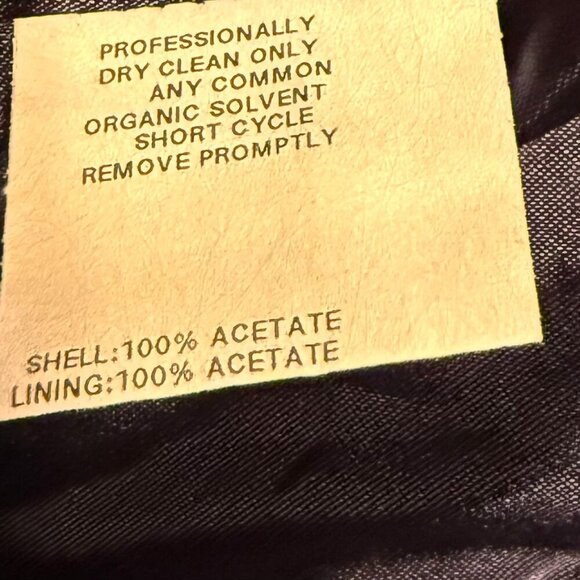 PROFESSIONALLY
DRY CLEAN ONLY
ANY COMMON
ORGANIC SOLVENT
SHORT CYCLE
REMOVE PROMPTLY
SHELL:100% ACETATE
LINING:100% ACETATE